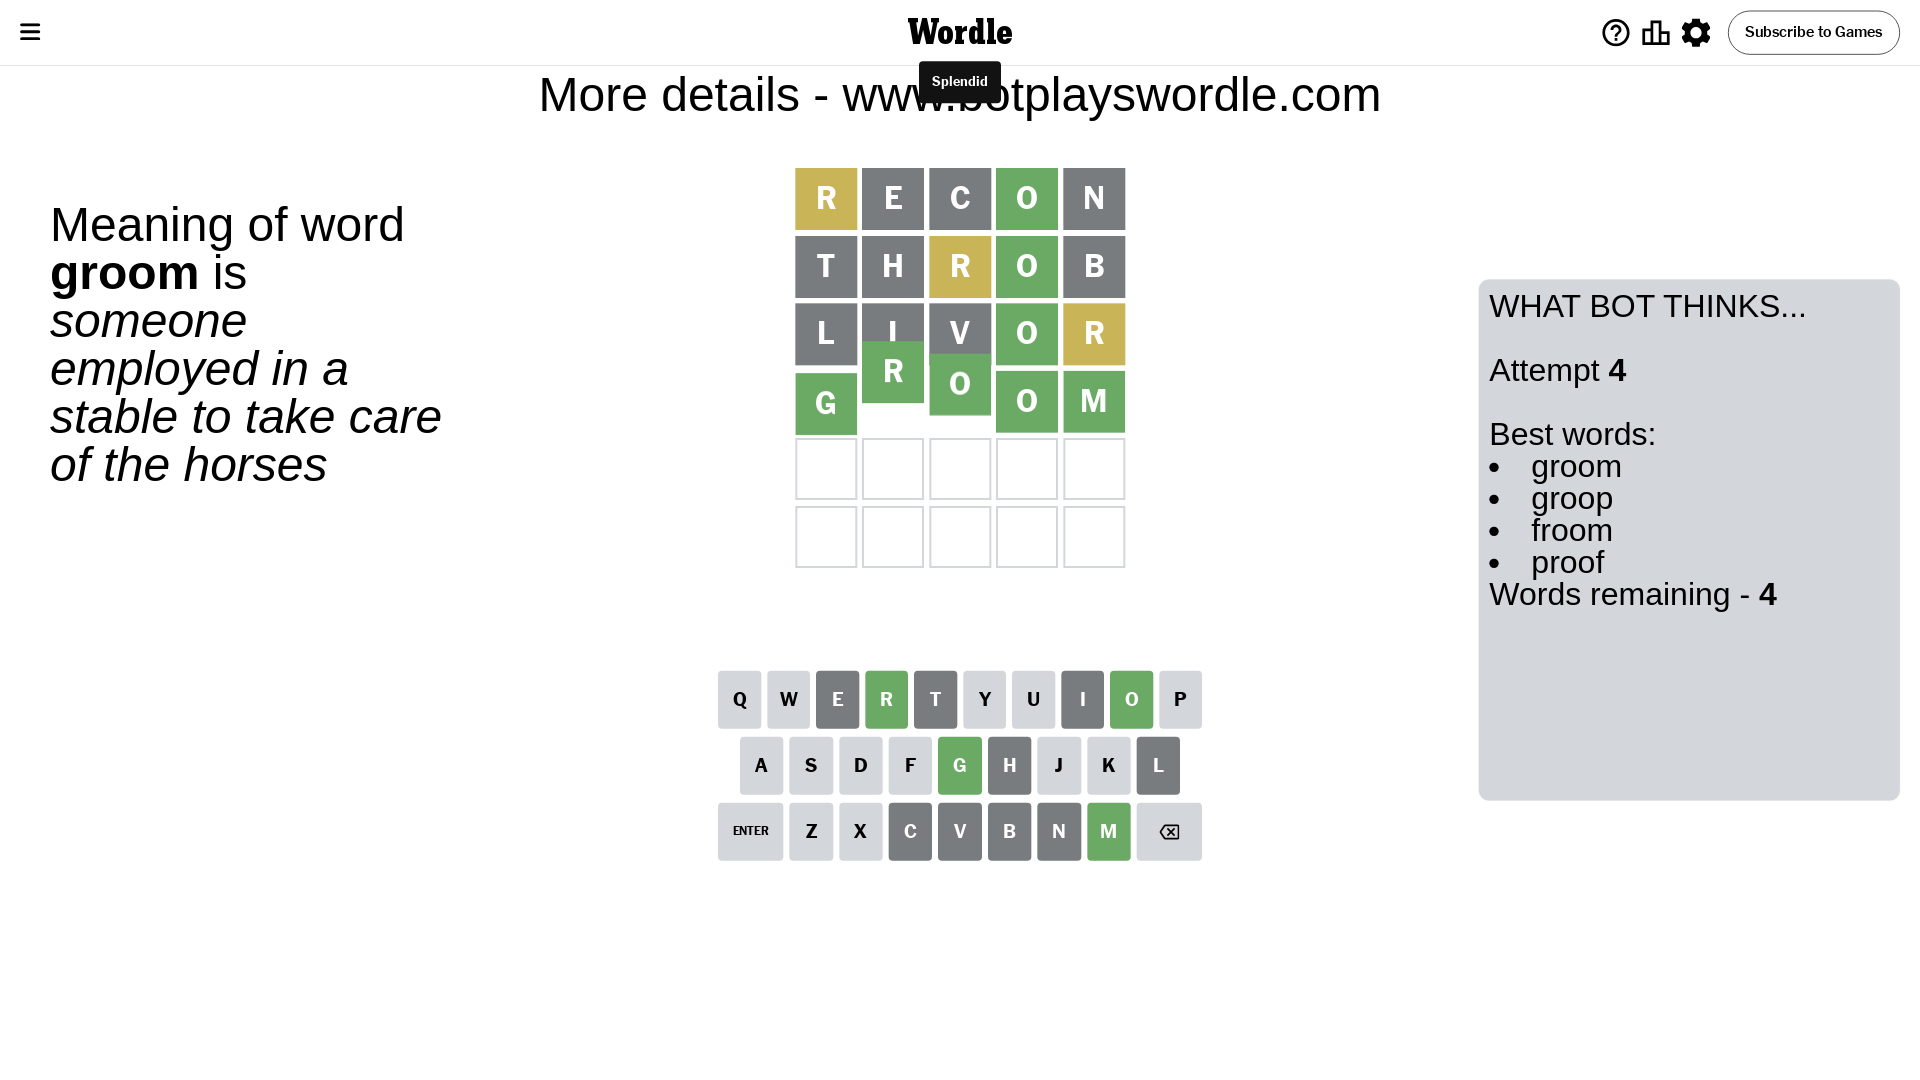 Wordle
Subscribe to Games
Splendid
More details - www.botplayswordle.com
Meaning of word
groom is
someone
employed in a
stable to take care
of the horses
R E C O N
T H R O B
L I V O R
G R O O M
WHAT BOT THINKS...
Attempt 4
Best words:
• groom
• groop
• froom
• proof
Words remaining - 4
Q W E R T Y U I O P
A S D F G H J K L
ENTER Z X C V B N M